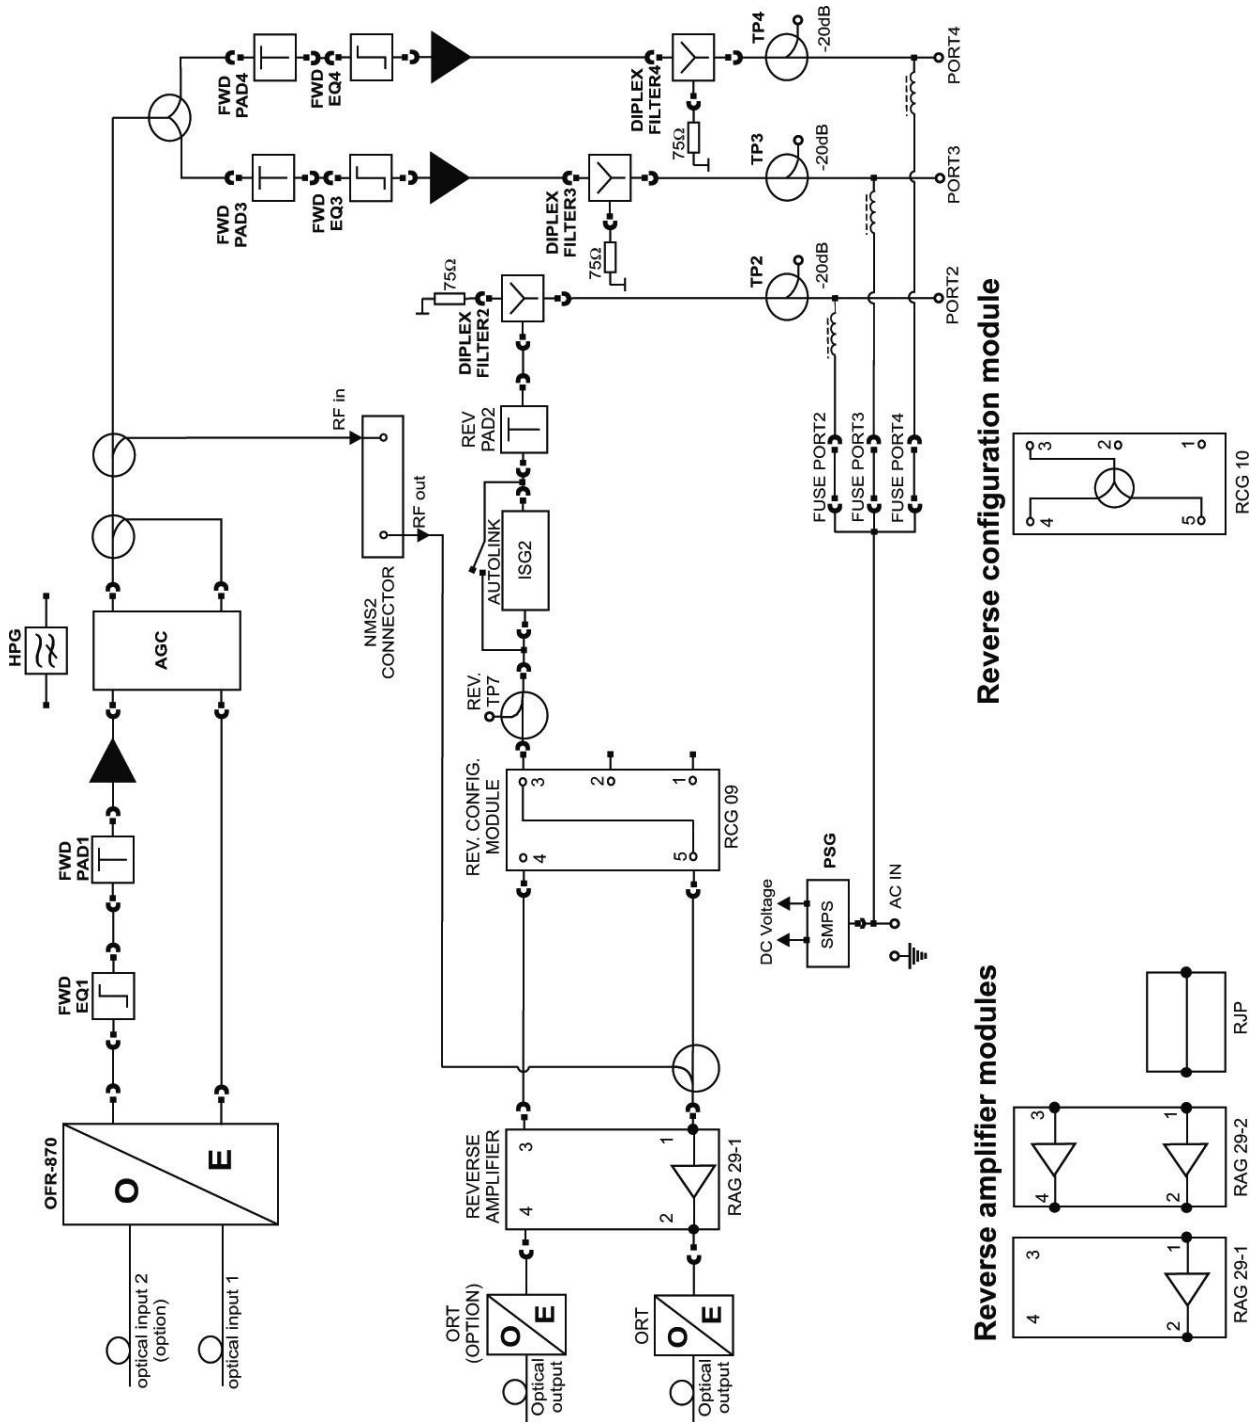 OFR-870
O
E
optical input 2
(option)
optical input 1
FWD
EQ1
FWD
PAD1
HPG
AGC
FWD
PAD4
FWD
EQ4
DIPLEX
FILTER4
75Ω
TP4
-20dB
PORT4
FWD
PAD3
FWD
EQ3
DIPLEX
FILTER3
75Ω
TP3
-20dB
PORT3
75Ω
DIPLEX
FILTER2
TP2
-20dB
PORT2
RF in
RF out
NMS2
CONNECTOR
REV
PAD2
AUTOLINK
ISG2
REV.
TP7
REV. CONFIG.
MODULE
3
2
1
4
5
RCG 09
REVERSE
AMPLIFIER
3
4
1
2
RAG 29-1
ORT
(OPTION)
O
E
Optical
output
ORT
O
E
Optical
output
FUSE PORT2
FUSE PORT3
FUSE PORT4
PSG
SMPS
DC Voltage
AC IN
Reverse amplifier modules
4
3
2
1
RAG 29-1
4
3
2
1
RAG 29-2
RJP
Reverse configuration module
4
3
2
5
1
RCG 10